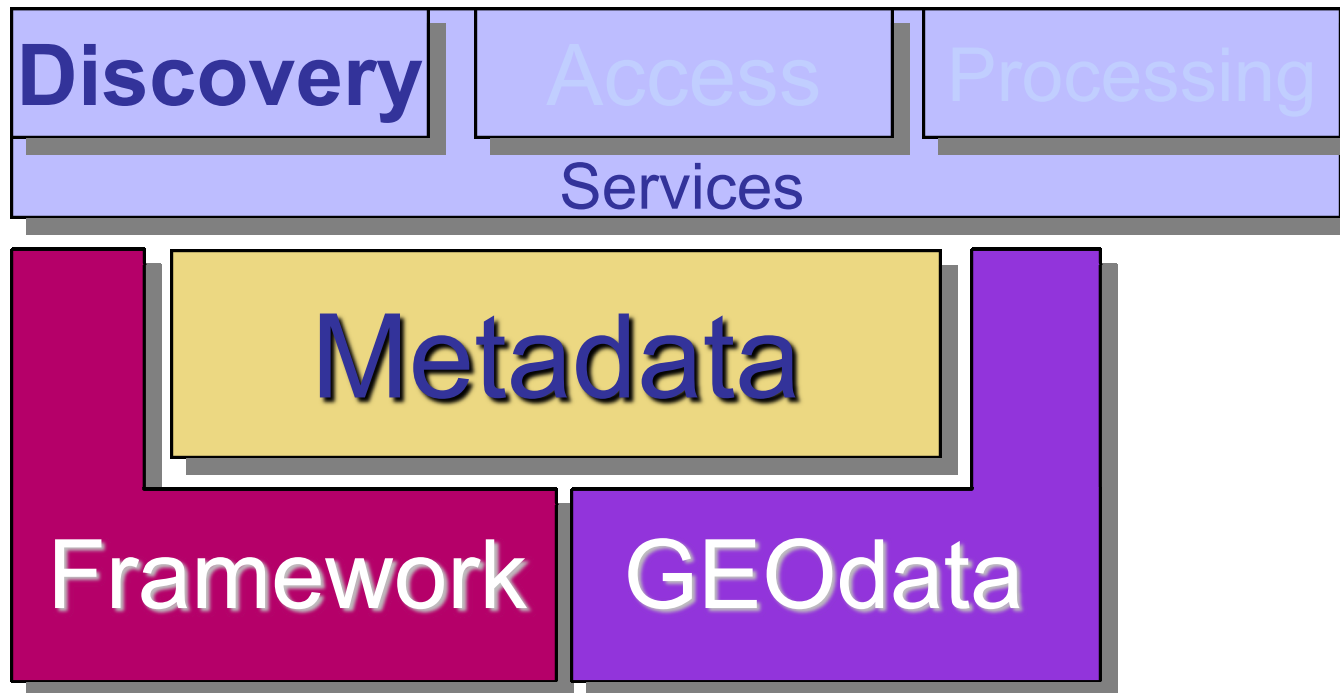 Discovery
Access
Processing
Services
Metadata
Framework
GEOdata